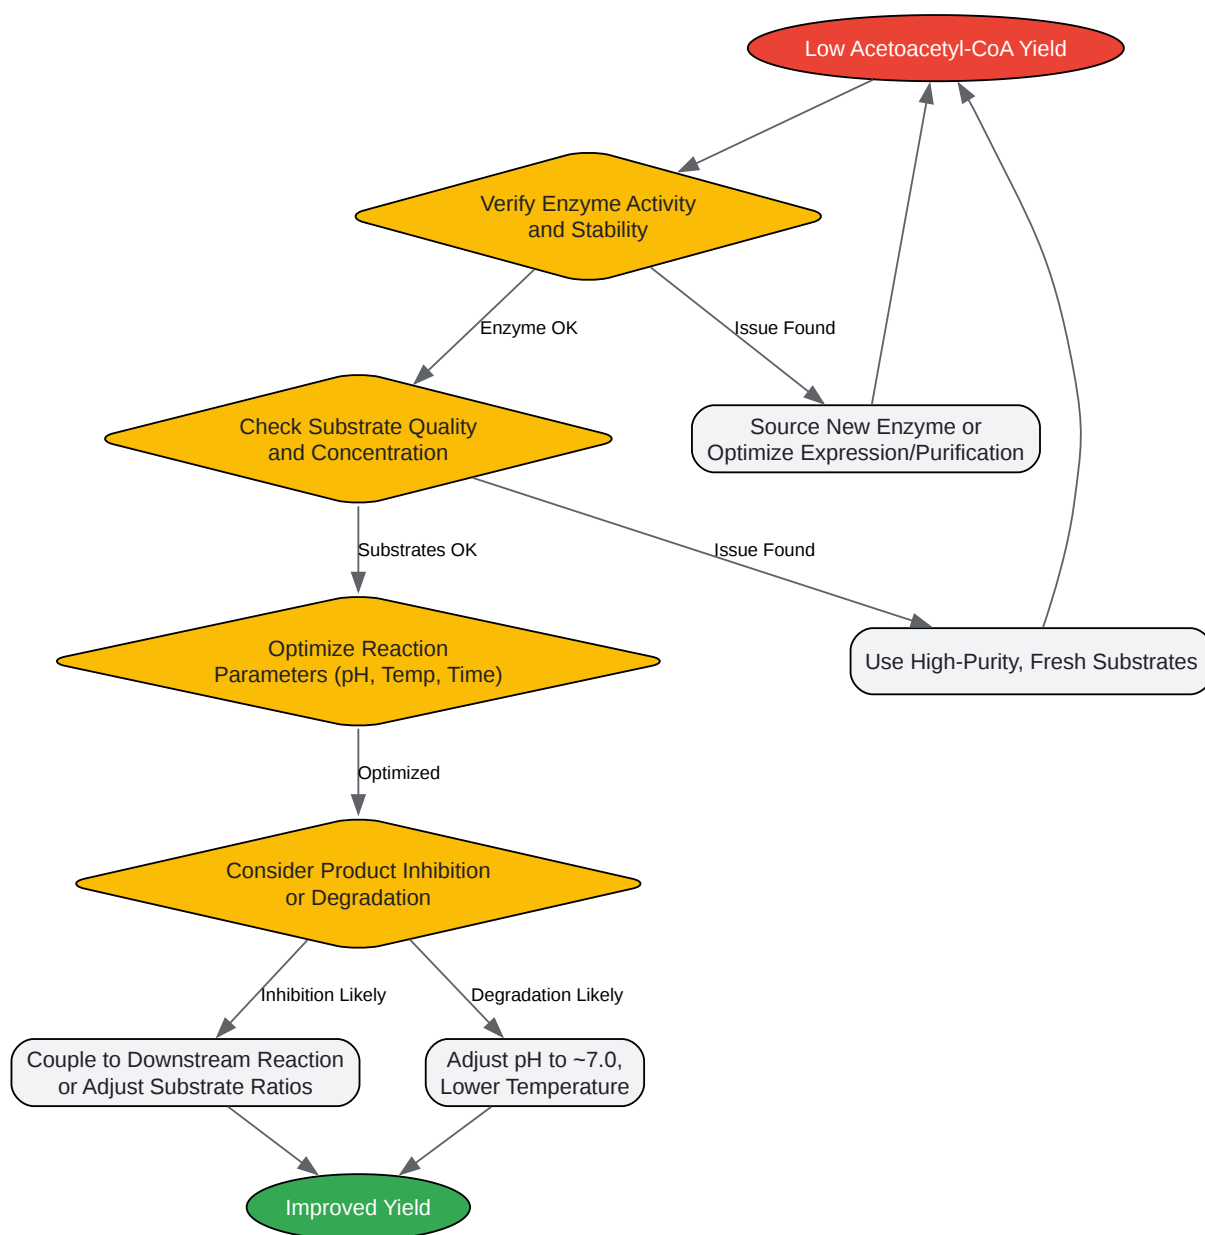 Low Acetoacetyl-CoA Yield
Verify Enzyme Activity
and Stability
Enzyme OK
Issue Found
Check Substrate Quality
and Concentration
Source New Enzyme or
Optimize Expression/Purification
Substrates OK
Issue Found
Optimize Reaction
Parameters (pH, Temp, Time)
Use High-Purity, Fresh Substrates
Optimized
Consider Product Inhibition
or Degradation
Inhibition Likely
Degradation Likely
Couple to Downstream Reaction
or Adjust Substrate Ratios
Adjust pH to ~7.0,
Lower Temperature
Improved Yield